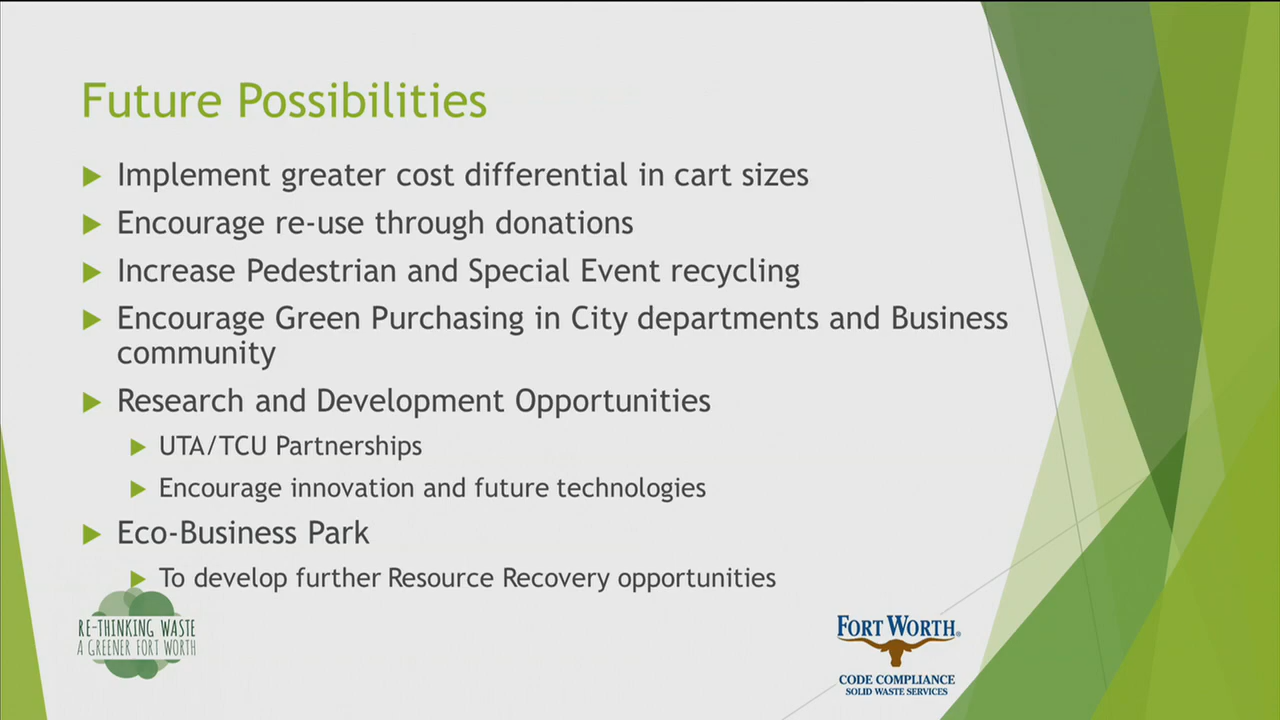 Future Possibilities
Implement greater cost differential in cart sizes
Encourage re-use through donations
Increase Pedestrian and Special Event recycling
Encourage Green Purchasing in City departments and Business
community
Research and Development Opportunities
UTA/TCU Partnerships
Encourage innovation and future technologies
Eco-Business Park
To develop further Resource Recovery opportunities
RE-THINKING WASTE
A GREENER FORT WORTH
FORT WORTH®
CODE COMPLIANCE
SOLID WASTE SERVICES